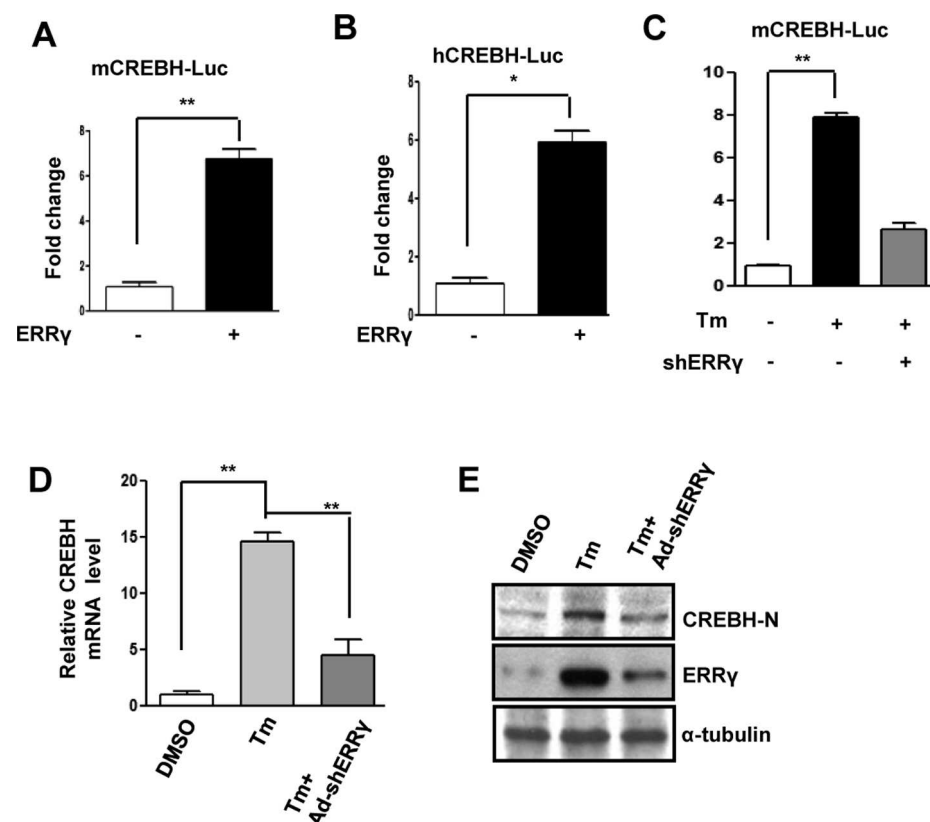 A
mCREBH-Luc
**
Fold change
8
6
4
2
0
ERRγ - +
B
hCREBH-Luc
*
Fold change
8
6
4
2
0
ERRγ - +
C
mCREBH-Luc
**
10
8
6
4
2
0
Tm - + +
shERRγ - - +
D
** **
Relative CREBH
mRNA level
20
15
10
5
0
DMSO
Tm
Tm+
Ad-shERRγ
E
DMSO
Tm
Tm+
Ad-shERRγ
CREBH-N
ERRγ
α-tubulin